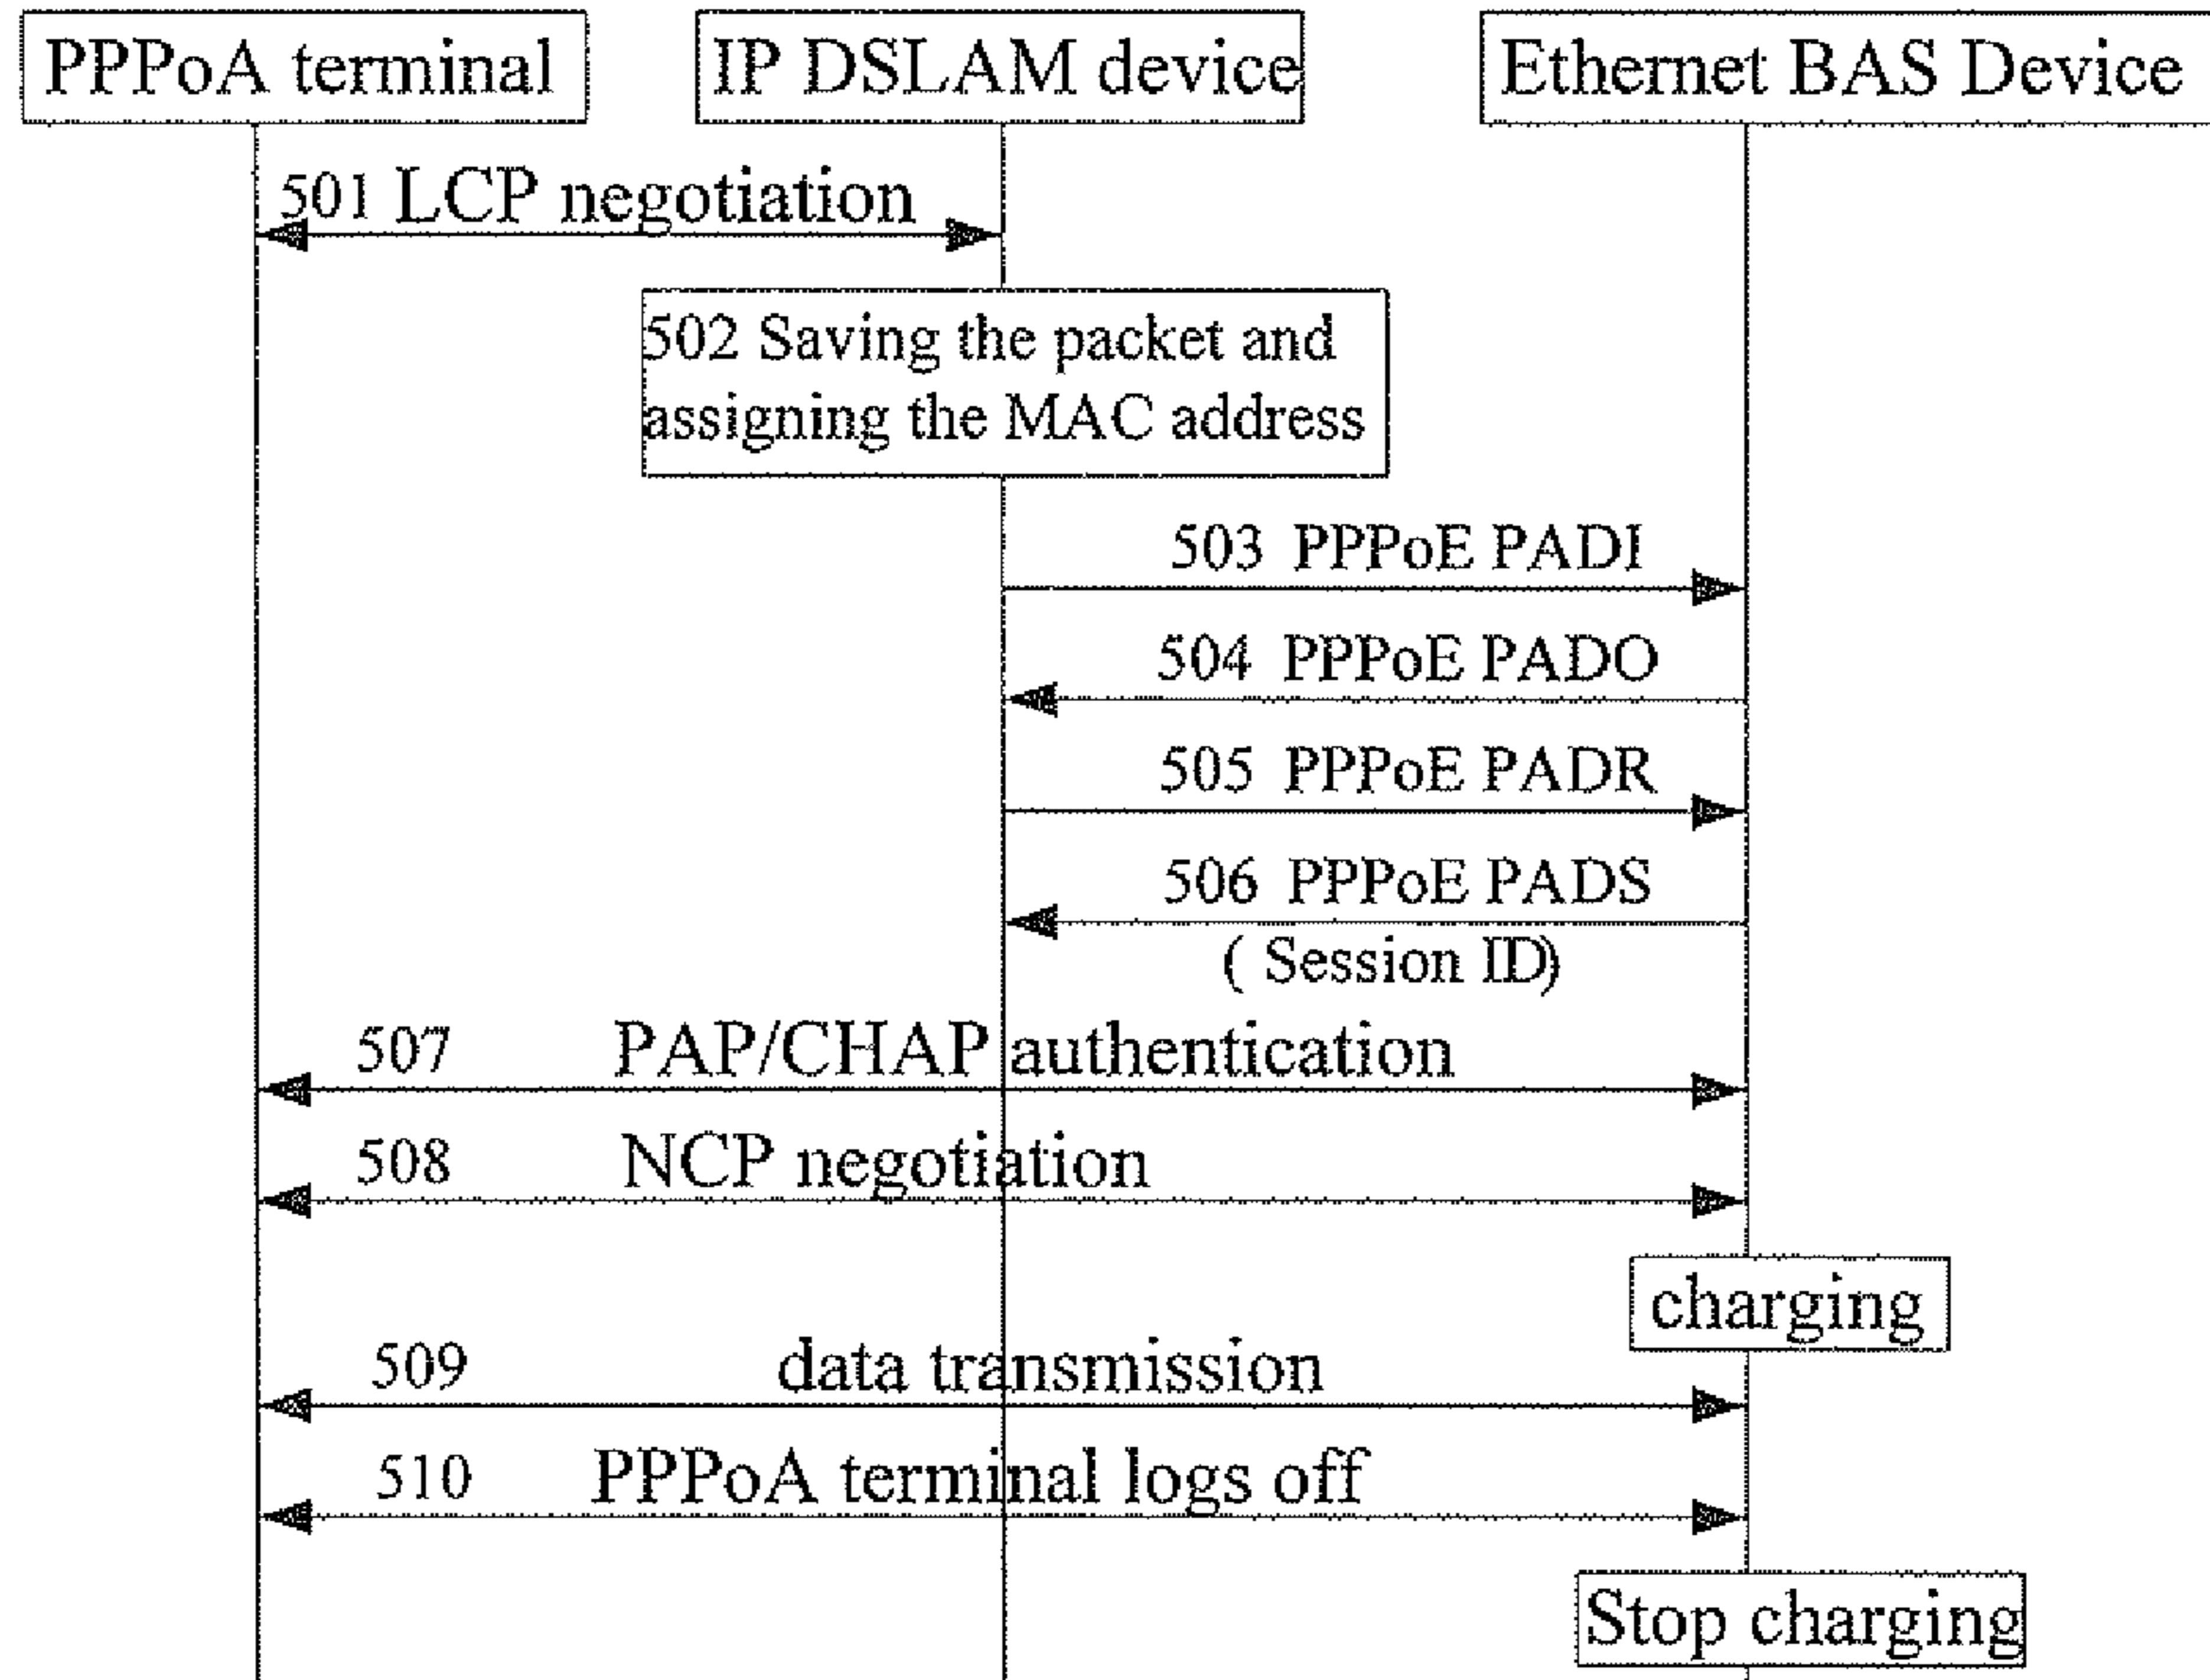 PPPoA terminal
IP DSLAM device
Ethernet BAS Device
501 LCP negotiation
502 Saving the packet and
assigning the MAC address
503 PPPoE PADI
504 PPPoE PADO
505 PPPoE PADR
506 PPPoE PADS
( Session ID)
507 PAP/CHAP authentication
508 NCP negotiation
charging
509 data transmission
510 PPPoA terminal logs off
Stop charging